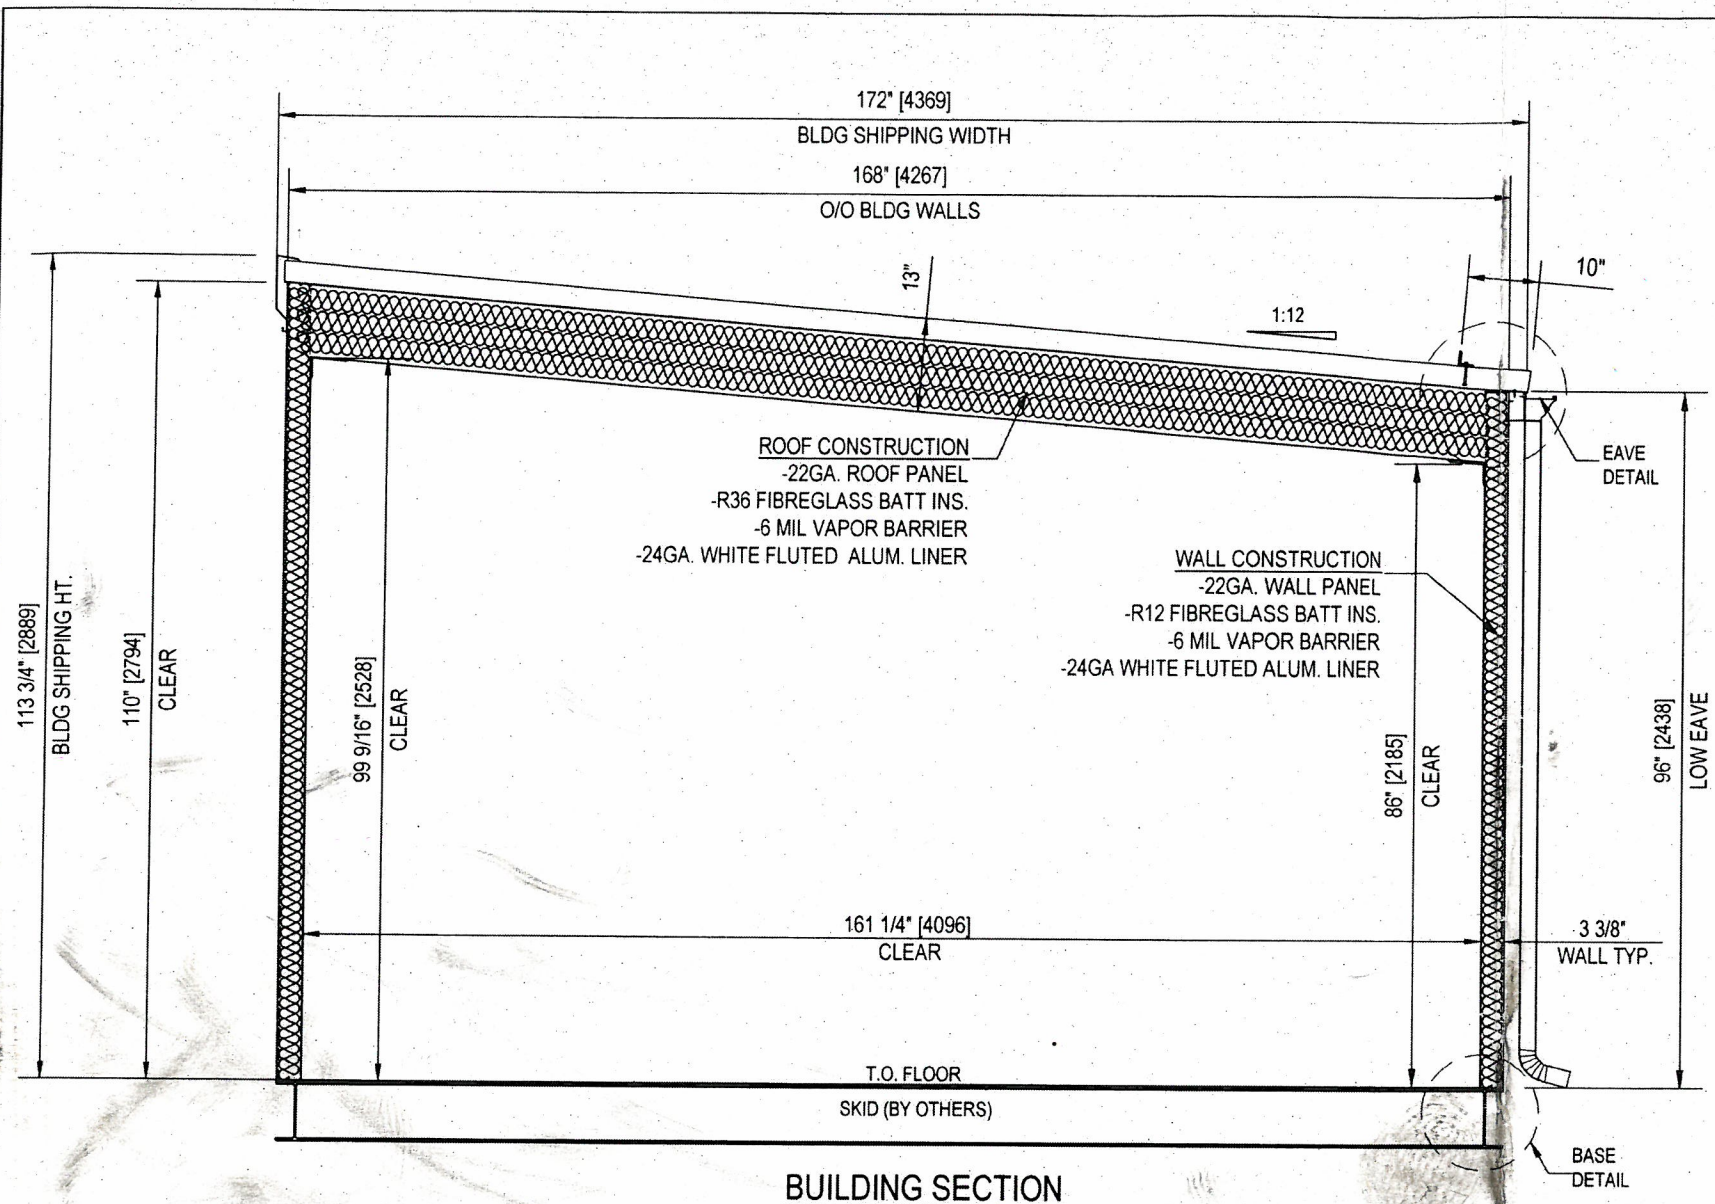 172" [4369]
BLDG SHIPPING WIDTH
168" [4267]
O/O BLDG WALLS
13"
10"
1:12
ROOF CONSTRUCTION
-22GA. ROOF PANEL
-R36 FIBREGLASS BATT INS.
-6 MIL VAPOR BARRIER
-24GA. WHITE FLUTED ALUM. LINER
EAVE
DETAIL
WALL CONSTRUCTION
-22GA. WALL PANEL
-R12 FIBREGLASS BATT INS.
-6 MIL VAPOR BARRIER
-24GA WHITE FLUTED ALUM. LINER
113 3/4" [2889]
BLDG SHIPPING HT.
110" [2794]
CLEAR
99 9/16" [2528]
CLEAR
86" [2185]
CLEAR
96" [2438]
LOW EAVE
161 1/4" [4096]
CLEAR
3 3/8"
WALL TYP.
T.O. FLOOR
SKID (BY OTHERS)
BASE
DETAIL
BUILDING SECTION